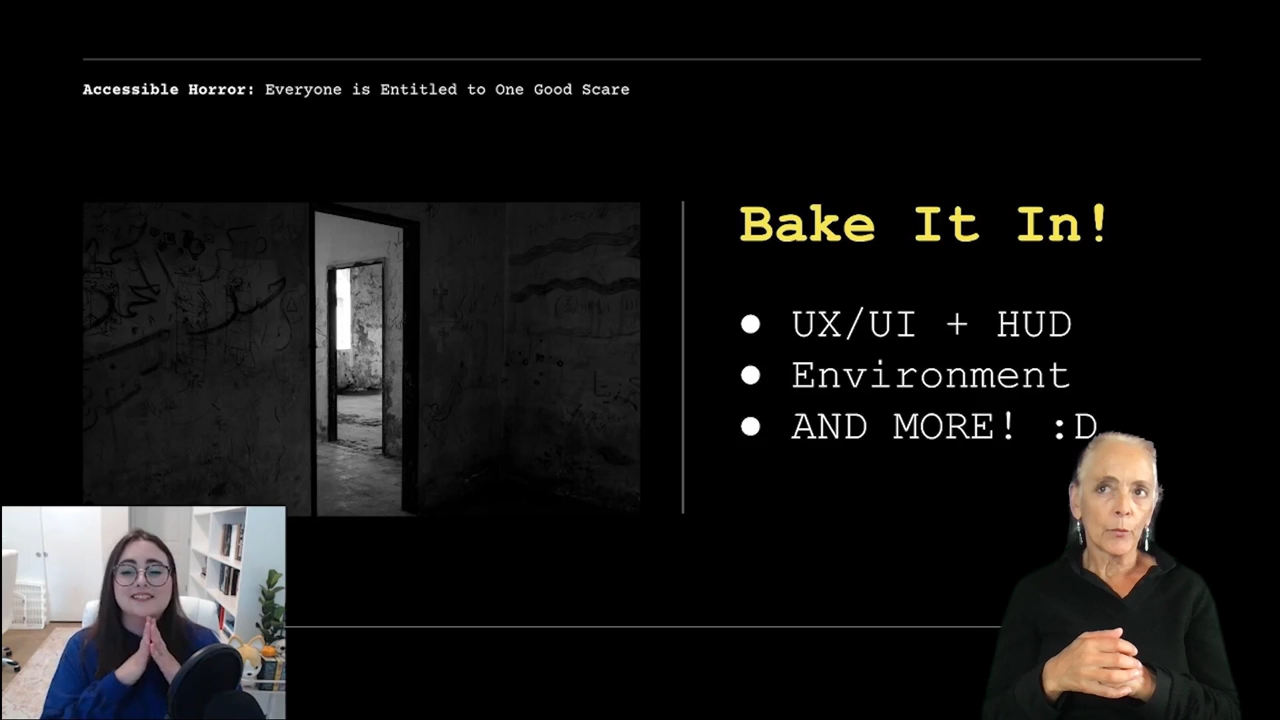 Accessible Horror: Everyone is Entitled to One Good Scare
Bake It In!
● UX/UI + HUD
● Environment
● AND MORE! :D